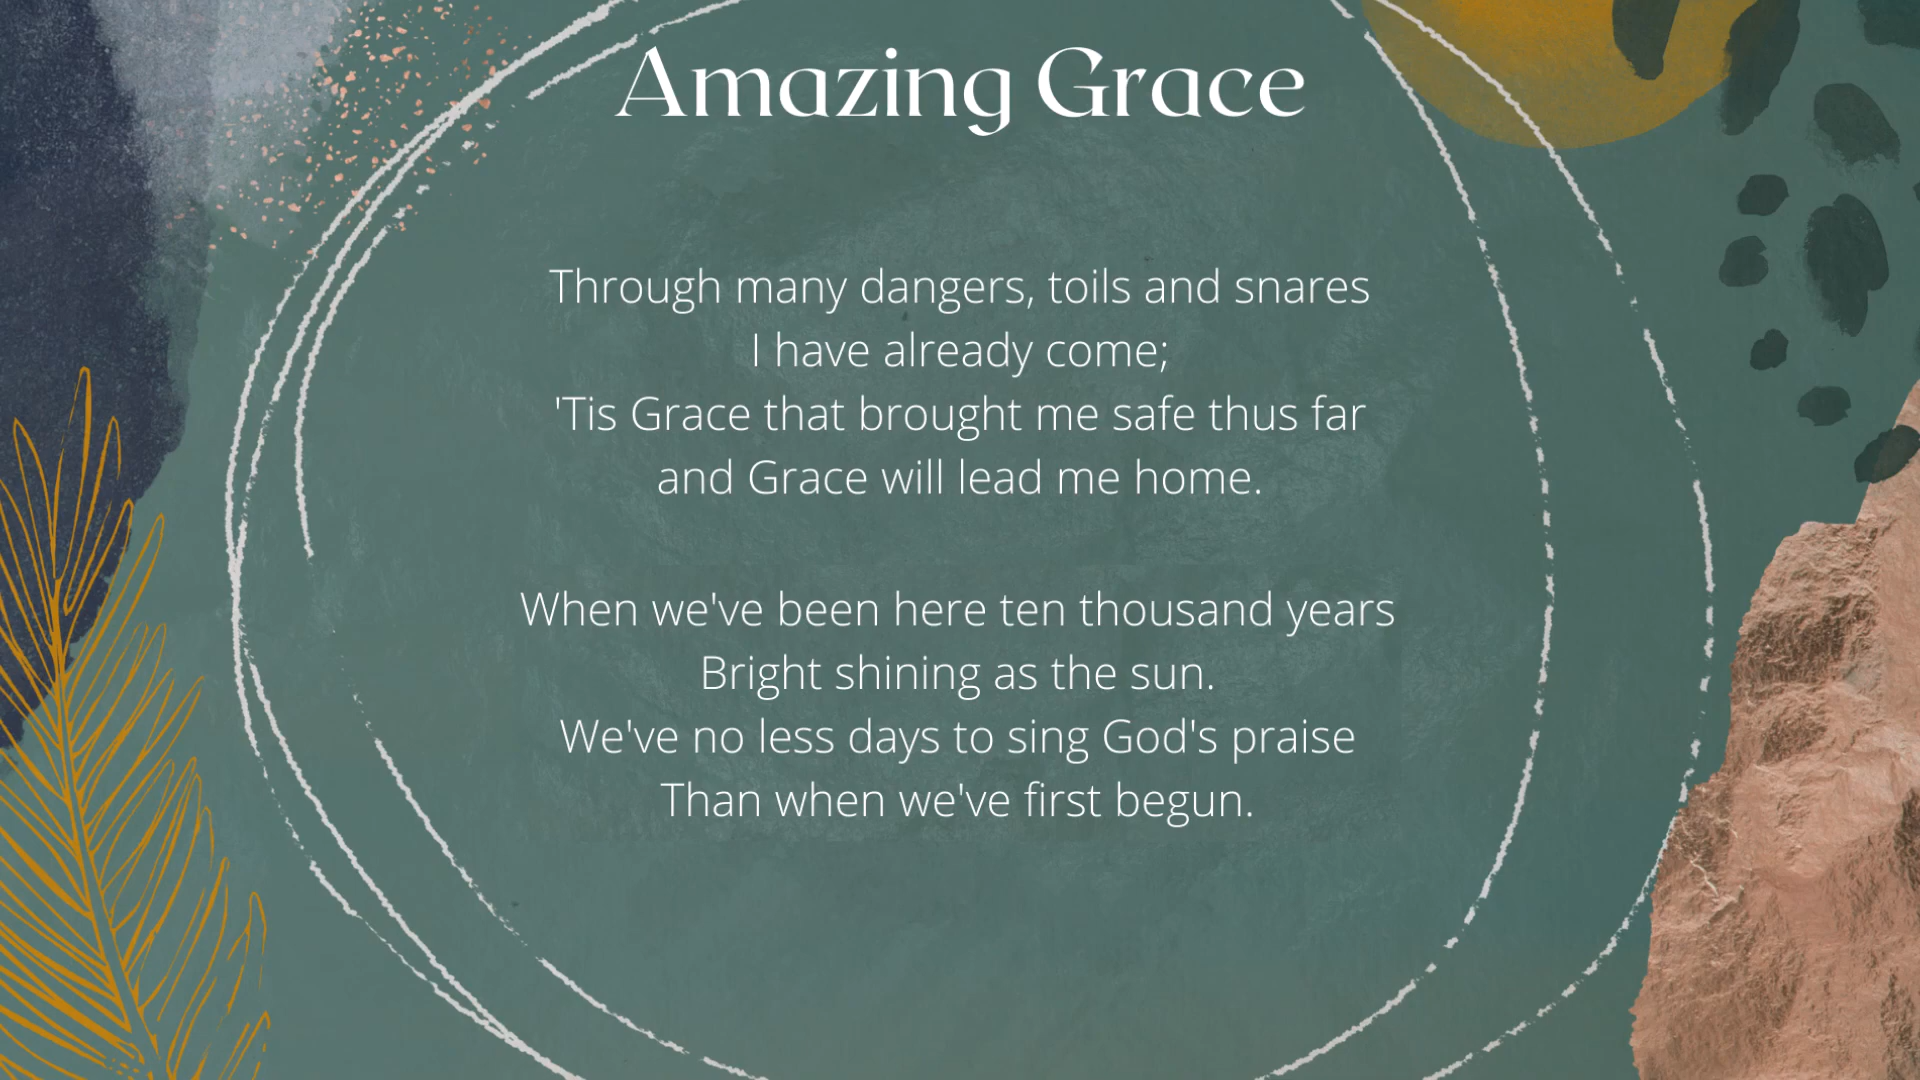 Amazing Grace
Through many dangers, toils and snares
I have already come;
'Tis Grace that brought me safe thus far
and Grace will lead me home.
When we've been here ten thousand years
Bright shining as the sun.
We've no less days to sing God's praise
Than when we've first begun.